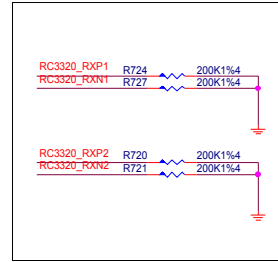 RC3320_RXP1 R724 200K1%4
RC3320_RXN1 R727 200K1%4
RC3320_RXP2 R720 200K1%4
RC3320_RXN2 R721 200K1%4